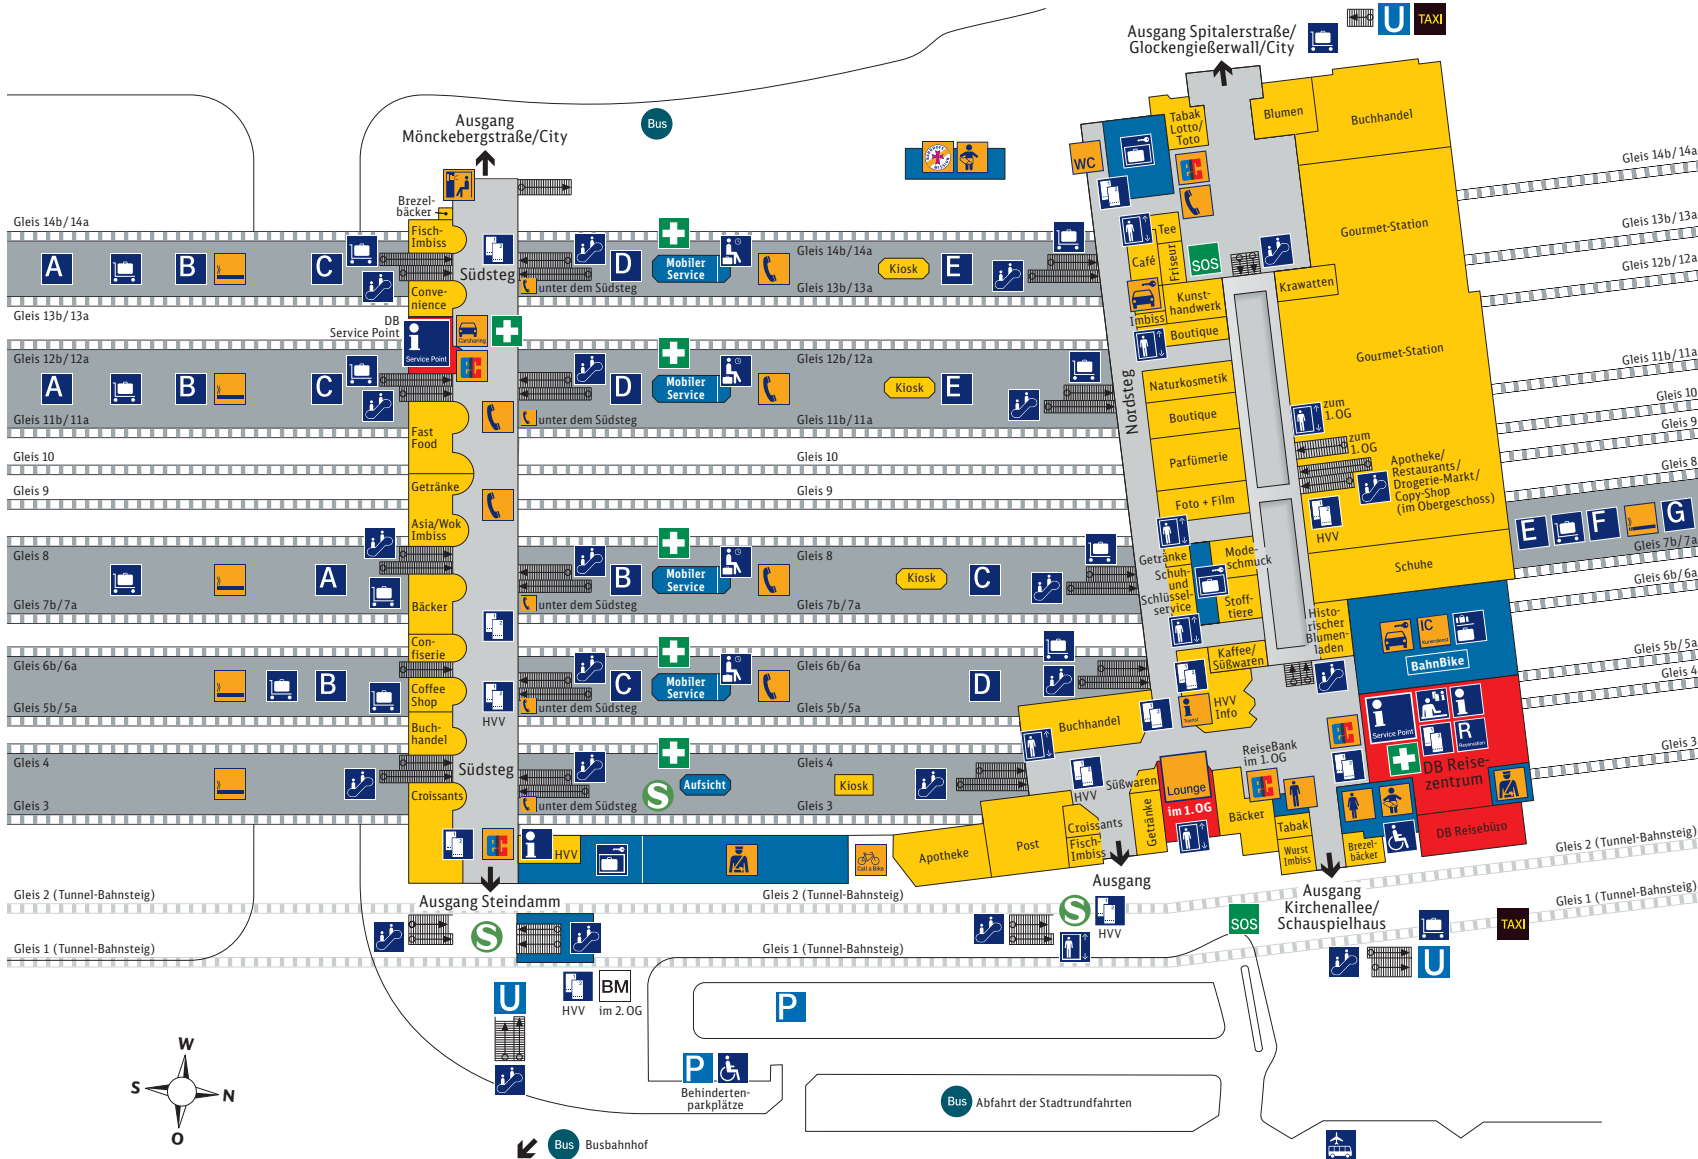 Ausgang Spitalerstraße/
Glockengießerwall/City
U
TAXI
Ausgang
Mönckebergstraße/City
Bus
Blumen
Buchhandel
Tabak
Lotto/
Toto
WC
ec
Brezel-
bäcker
Fisch-
Imbiss
Gleis 14b/14a
Gleis 13b/13a
Gleis 12b/12a
Gleis 11b/11a
Gleis 10
Gleis 9
Gleis 8
Gleis 7b/7a
Gleis 6b/6a
Gleis 5b/5a
Gleis 4
Gleis 3
Gleis 2 (Tunnel-Bahnsteig)
Gleis 1 (Tunnel-Bahnsteig)
Gleis 14b/14a
A
B
C
Südsteg
D
Mobiler
Service
Gleis 14b/14a
Kiosk
E
unter dem Südsteg
Gleis 13b/13a
Gleis 13b/13a
Conve-
nience
DB
Service Point
i
Service Point
Carsharing
ec
Gleis 12b/12a
A
B
C
D
Mobiler
Service
Gleis 12b/12a
Kiosk
E
Gleis 11b/11a
unter dem Südsteg
Gleis 11b/11a
Fast
Food
Gleis 10
Gleis 10
Getränke
Gleis 9
Gleis 9
Asia/Wok
Imbiss
Gleis 8
A
B
Mobiler
Service
Gleis 8
Kiosk
C
Gleis 7b/7a
unter dem Südsteg
Gleis 7b/7a
Bäcker
Con-
fiserie
Gleis 6b/6a
B
C
Mobiler
Service
Gleis 6b/6a
D
Coffee
Shop
HVV
Gleis 5b/5a
unter dem Südsteg
Gleis 5b/5a
Buch-
handel
Gleis 4
Südsteg
S
Aufsicht
Gleis 4
Kiosk
Gleis 3
Croissants
unter dem Südsteg
Gleis 3
ec
i
HVV
Call a Bike
Gleis 2 (Tunnel-Bahnsteig)
Ausgang Steindamm
Gleis 2 (Tunnel-Bahnsteig)
Gleis 1 (Tunnel-Bahnsteig)
S
Gleis 1 (Tunnel-Bahnsteig)
Nordsteg
Tee
Café
Friseur
SOS
Gourmet-Station
Krawatten
Kunst-
handwerk
Imbiss
Boutique
Gourmet-Station
Naturkosmetik
Boutique
zum
1.OG
zum
1.OG
Parfümerie
Apotheke/
Restaurants/
Drogerie-Markt/
Copy-Shop
(im Obergeschoss)
Foto + Film
HVV
E
F
G
Getränke
Mode-
schmuck
Schuh-
und
Schlüssel-
service
Stoff-
tiere
Schuhe
Histo-
rischer
Blumen-
laden
IC
Kurierdienst
BahnBike
Kaffee/
Süßwaren
HVV
Info
i
Tourist
Buchhandel
ReiseBank
im 1.OG
ec
ec
i
Service Point
i
R
Reservation
DB Reise-
zentrum
DB Reisebüro
HVV
Süßwaren
Lounge
im 1.OG
Getränke
Croissants
Fisch-
Imbiss
Post
Apotheke
Bäcker
Tabak
Wurst
Imbiss
Brezel-
bäcker
Ausgang
S
HVV
Ausgang
Kirchenallee/
Schauspielhaus
SOS
TAXI
U
U
HVV
BM
im 2.OG
P
P
Behinderten-
parkplätze
Bus
Abfahrt der Stadtrundfahrten
Bus
Busbahnhof
W
S
N
O